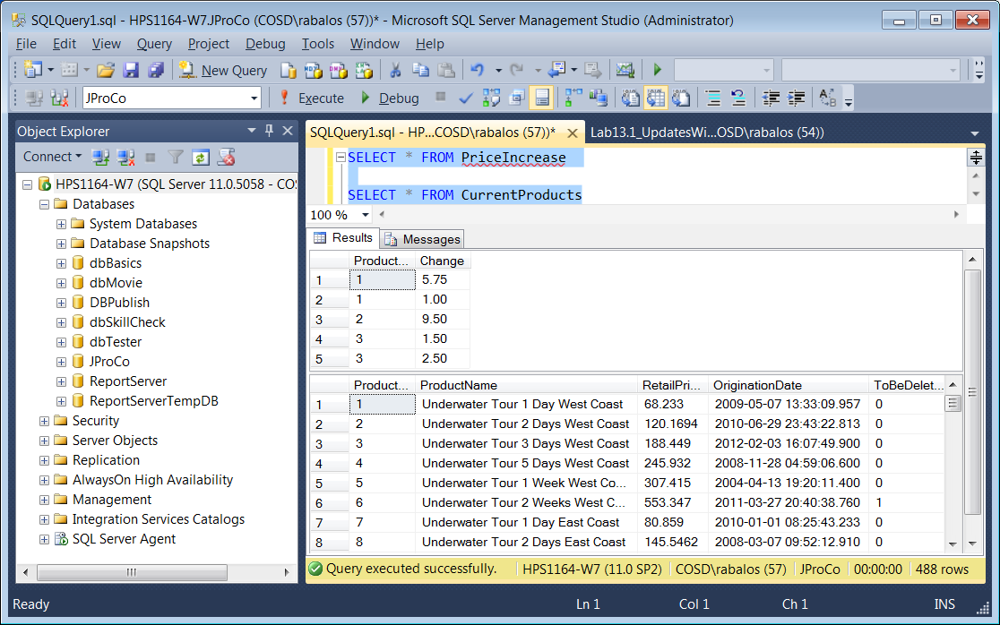 SQLQuery1.sql - HPS1164-W7.JProCo (COSD\rabalos (57))* - Microsoft SQL Server Management Studio (Administrator)
File Edit View Query Project Debug Tools Window Help
New Query
JProCo Execute Debug
Object Explorer
Connect
HPS1164-W7 (SQL Server 11.0.5058 - COS
Databases
System Databases
Database Snapshots
dbBasics
dbMovie
DBPublish
dbSkillCheck
dbTester
JProCo
ReportServer
ReportServerTempDB
Security
Server Objects
Replication
AlwaysOn High Availability
Management
Integration Services Catalogs
SQL Server Agent
SQLQuery1.sql - HP...COSD\rabalos (57))* Lab13.1_UpdatesWi...OSD\rabalos (54))
SELECT * FROM PriceIncrease
SELECT * FROM CurrentProducts
100 %
Results Messages
Product... Change
1 1 5.75
2 1 1.00
3 2 9.50
4 3 1.50
5 3 2.50
Product... ProductName RetailPri... OriginationDate ToBeDelet...
1 1 Underwater Tour 1 Day West Coast 68.233 2009-05-07 13:33:09.957 0
2 2 Underwater Tour 2 Days West Coast 120.1694 2010-06-29 23:43:22.813 0
3 3 Underwater Tour 3 Days West Coast 188.449 2012-02-03 16:07:49.900 0
4 4 Underwater Tour 5 Days West Coast 245.932 2008-11-28 04:59:06.600 0
5 5 Underwater Tour 1 Week West Co... 307.415 2004-04-13 19:20:11.400 0
6 6 Underwater Tour 2 Weeks West C... 553.347 2011-03-27 20:40:38.760 1
7 7 Underwater Tour 1 Day East Coast 80.859 2010-01-01 08:25:43.233 0
8 8 Underwater Tour 2 Days East Coast 145.5462 2008-03-07 09:52:12.910 0
Query executed successfully. HPS1164-W7 (11.0 SP2) COSD\rabalos (57) JProCo 00:00:00 488 rows
Ready Ln 1 Col 1 Ch 1 INS